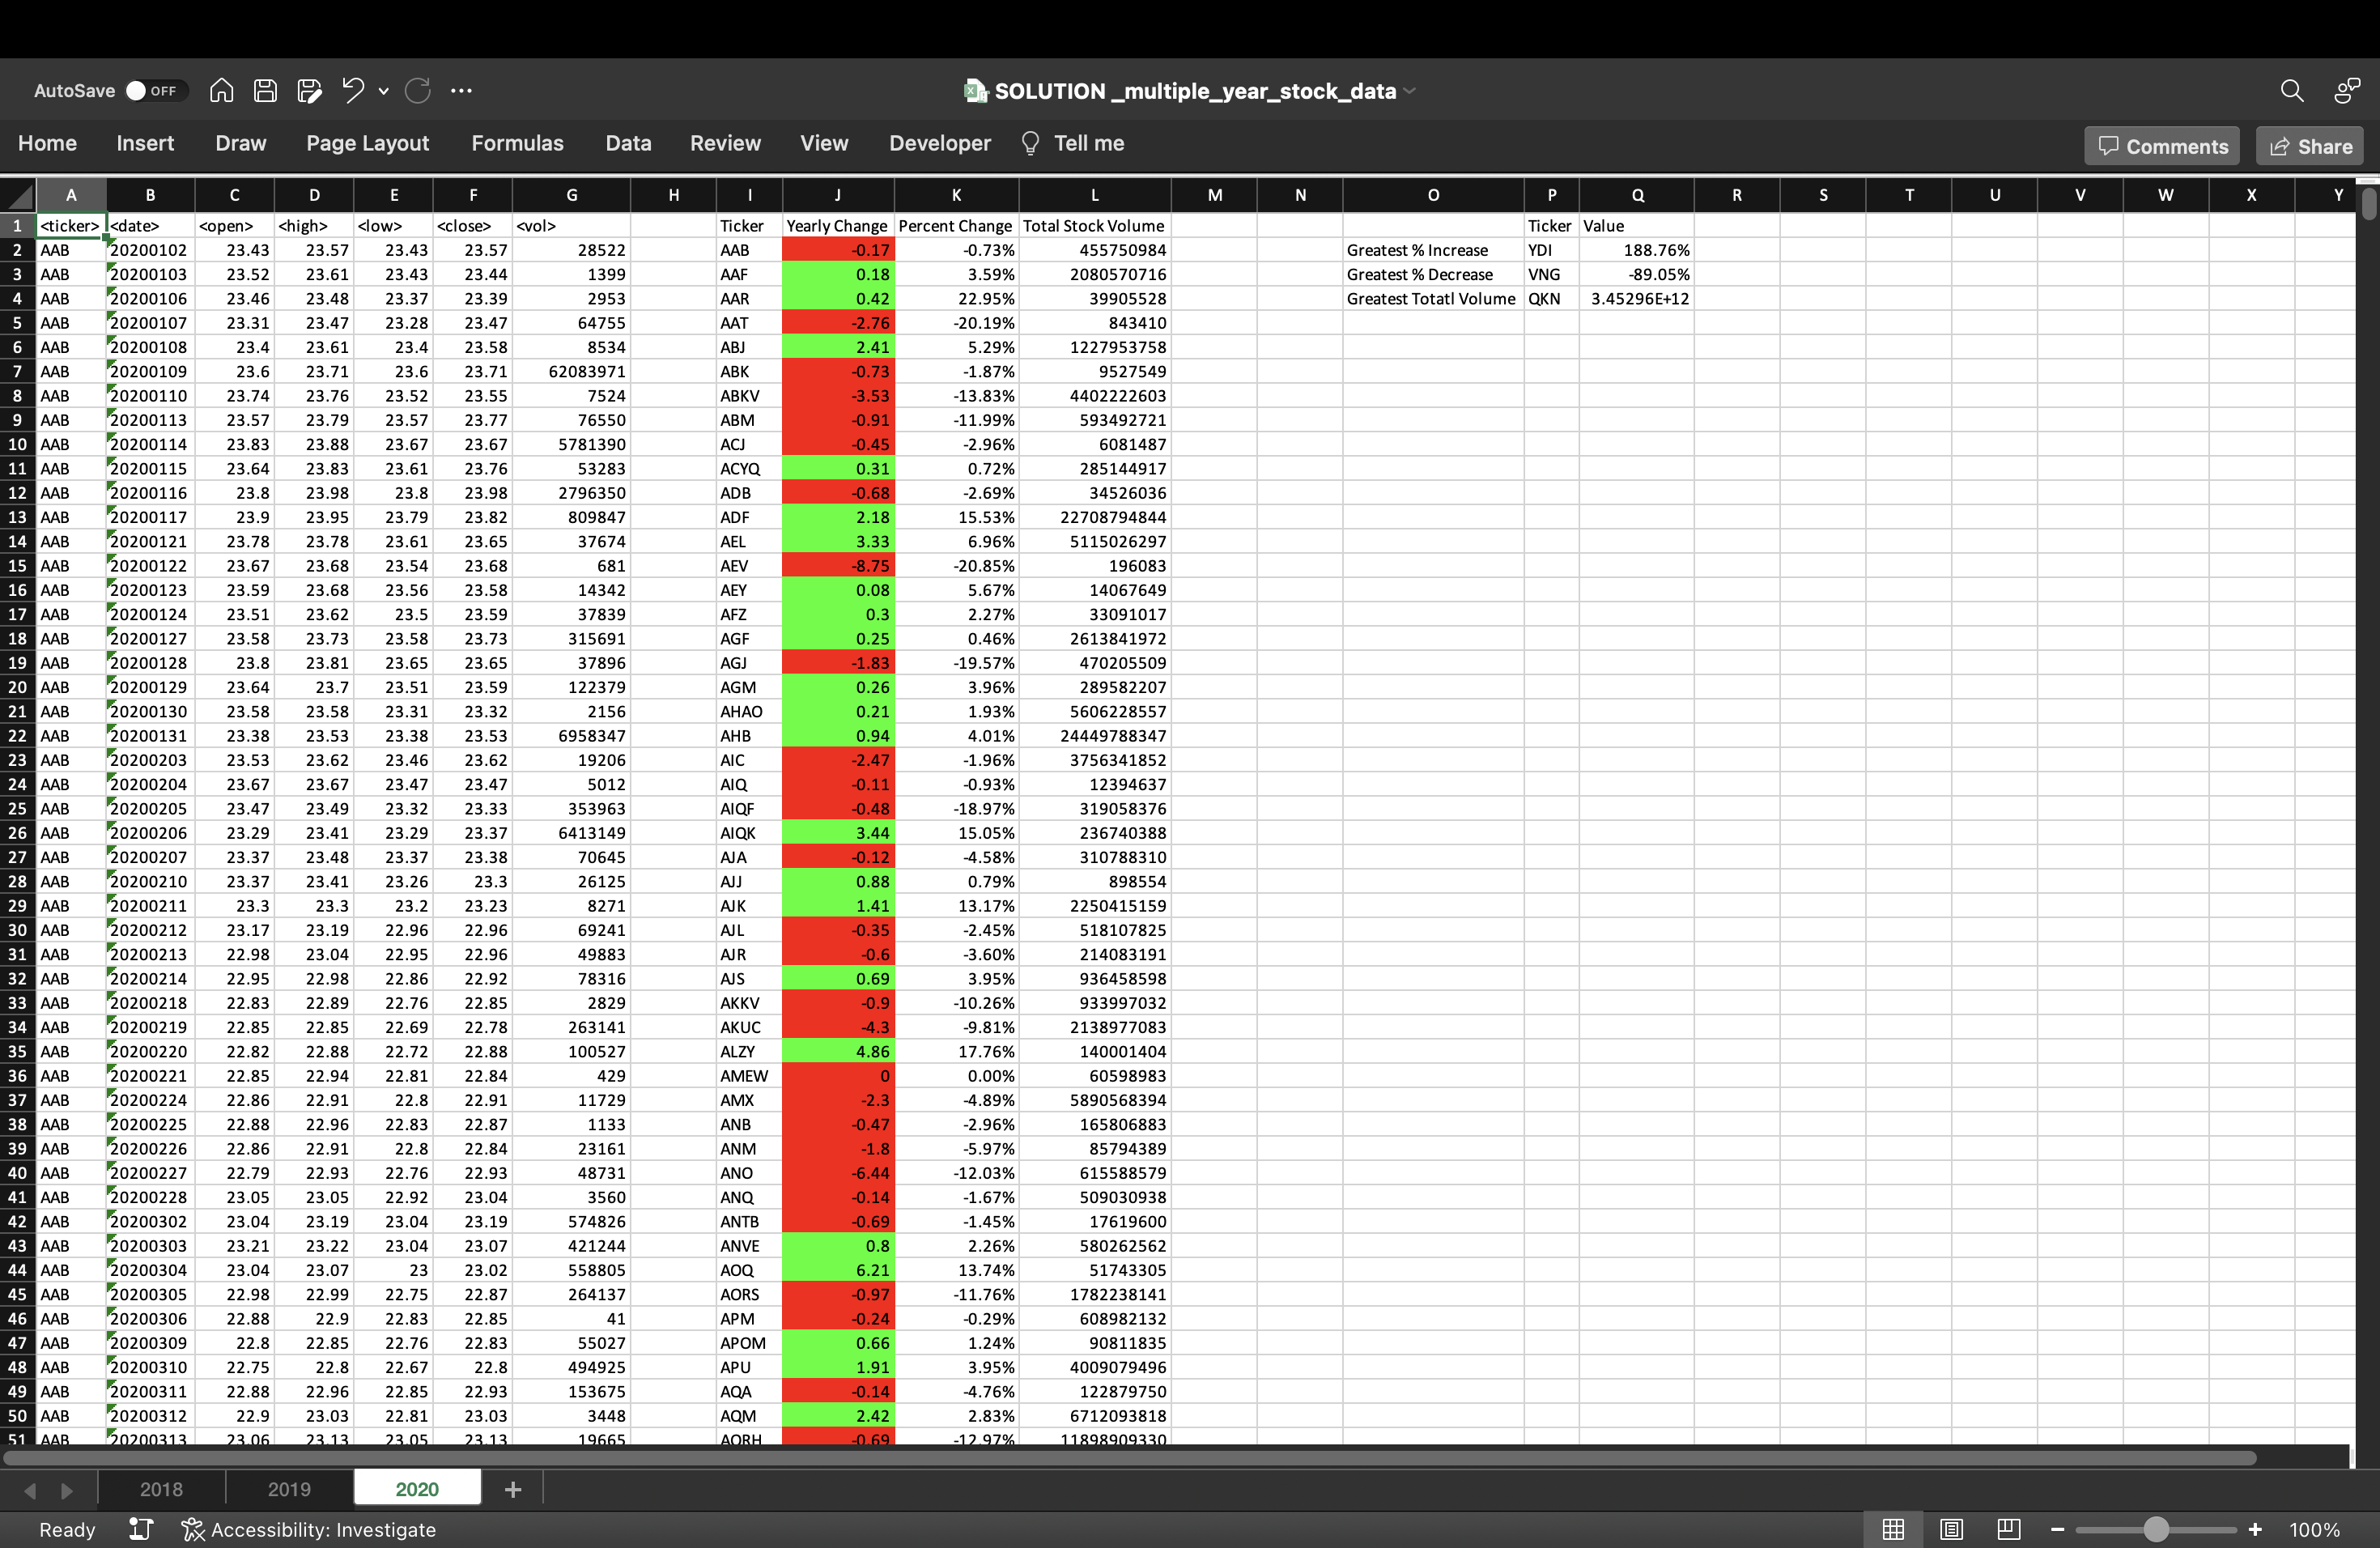 AutoSave OFF SOLUTION _multiple_year_stock_data
Home Insert Draw Page Layout Formulas Data Review View Developer Tell me Comments Share
A B C D E F G H I J K L M N O P Q R S T U V W X Y
1 <ticker> <date> <open> <high> <low> <close> <vol> Ticker Yearly Change Percent Change Total Stock Volume Ticker Value
2 AAB 20200102 23.43 23.57 23.43 23.57 28522 AAB -0.17 -0.73% 455750984 Greatest % Increase YDI 188.76%
3 AAB 20200103 23.52 23.61 23.43 23.44 1399 AAF 0.18 3.59% 2080570716 Greatest % Decrease VNG -89.05%
4 AAB 20200106 23.46 23.48 23.37 23.39 2953 AAR 0.42 22.95% 39905528 Greatest Totatl Volume QKN 3.45296E+12
5 AAB 20200107 23.31 23.47 23.28 23.47 64755 AAT -2.76 -20.19% 843410
6 AAB 20200108 23.4 23.61 23.4 23.58 8534 ABJ 2.41 5.29% 1227953758
7 AAB 20200109 23.6 23.71 23.6 23.71 62083971 ABK -0.73 -1.87% 9527549
8 AAB 20200110 23.74 23.76 23.52 23.55 7524 ABKV -3.53 -13.83% 4402222603
9 AAB 20200113 23.57 23.79 23.57 23.77 76550 ABM -0.91 -11.99% 593492721
10 AAB 20200114 23.83 23.88 23.67 23.67 5781390 ACJ -0.45 -2.96% 6081487
11 AAB 20200115 23.64 23.83 23.61 23.76 53283 ACYQ 0.31 0.72% 285144917
12 AAB 20200116 23.8 23.98 23.8 23.98 2796350 ADB -0.68 -2.69% 34526036
13 AAB 20200117 23.9 23.95 23.79 23.82 809847 ADF 2.18 15.53% 22708794844
14 AAB 20200121 23.78 23.78 23.61 23.65 37674 AEL 3.33 6.96% 5115026297
15 AAB 20200122 23.67 23.68 23.54 23.68 681 AEV -8.75 -20.85% 196083
16 AAB 20200123 23.59 23.68 23.56 23.58 14342 AEY 0.08 5.67% 14067649
17 AAB 20200124 23.51 23.62 23.5 23.59 37839 AFZ 0.3 2.27% 33091017
18 AAB 20200127 23.58 23.73 23.58 23.73 315691 AGF 0.25 0.46% 2613841972
19 AAB 20200128 23.8 23.81 23.65 23.65 37896 AGJ -1.83 -19.57% 470205509
20 AAB 20200129 23.64 23.7 23.51 23.59 122379 AGM 0.26 3.96% 289582207
21 AAB 20200130 23.58 23.58 23.31 23.32 2156 AHAO 0.21 1.93% 5606228557
22 AAB 20200131 23.38 23.53 23.38 23.53 6958347 AHB 0.94 4.01% 24449788347
23 AAB 20200203 23.53 23.62 23.46 23.62 19206 AIC -2.47 -1.96% 3756341852
24 AAB 20200204 23.67 23.67 23.47 23.47 5012 AIQ -0.11 -0.93% 12394637
25 AAB 20200205 23.47 23.49 23.32 23.33 353963 AIQF -0.48 -18.97% 319058376
26 AAB 20200206 23.29 23.41 23.29 23.37 6413149 AIQK 3.44 15.05% 236740388
27 AAB 20200207 23.37 23.48 23.37 23.38 70645 AJA -0.12 -4.58% 310788310
28 AAB 20200210 23.37 23.41 23.26 23.3 26125 AJJ 0.88 0.79% 898554
29 AAB 20200211 23.3 23.3 23.2 23.23 8271 AJK 1.41 13.17% 2250415159
30 AAB 20200212 23.17 23.19 22.96 22.96 69241 AJL -0.35 -2.45% 518107825
31 AAB 20200213 22.98 23.04 22.95 22.96 49883 AJR -0.6 -3.60% 214083191
32 AAB 20200214 22.95 22.98 22.86 22.92 78316 AJS 0.69 3.95% 936458598
33 AAB 20200218 22.83 22.89 22.76 22.85 2829 AKKV -0.9 -10.26% 933997032
34 AAB 20200219 22.85 22.85 22.69 22.78 263141 AKUC -4.3 -9.81% 2138977083
35 AAB 20200220 22.82 22.88 22.72 22.88 100527 ALZY 4.86 17.76% 140001404
36 AAB 20200221 22.85 22.94 22.81 22.84 429 AMEW 0 0.00% 60598983
37 AAB 20200224 22.86 22.91 22.8 22.91 11729 AMX -2.3 -4.89% 5890568394
38 AAB 20200225 22.88 22.96 22.83 22.87 1133 ANB -0.47 -2.96% 165806883
39 AAB 20200226 22.86 22.91 22.8 22.84 23161 ANM -1.8 -5.97% 85794389
40 AAB 20200227 22.79 22.93 22.76 22.93 48731 ANO -6.44 -12.03% 615588579
41 AAB 20200228 23.05 23.05 22.92 23.04 3560 ANQ -0.14 -1.67% 509030938
42 AAB 20200302 23.04 23.19 23.04 23.19 574826 ANTB -0.69 -1.45% 17619600
43 AAB 20200303 23.21 23.22 23.04 23.07 421244 ANVE 0.8 2.26% 580262562
44 AAB 20200304 23.04 23.07 23 23.02 558805 AOQ 6.21 13.74% 51743305
45 AAB 20200305 22.98 22.99 22.75 22.87 264137 AORS -0.97 -11.76% 1782238141
46 AAB 20200306 22.88 22.9 22.83 22.85 41 APM -0.24 -0.29% 608982132
47 AAB 20200309 22.8 22.85 22.76 22.83 55027 APOM 0.66 1.24% 90811835
48 AAB 20200310 22.75 22.8 22.67 22.8 494925 APU 1.91 3.95% 4009079496
49 AAB 20200311 22.88 22.96 22.85 22.93 153675 AQA -0.14 -4.76% 122879750
50 AAB 20200312 22.9 23.03 22.81 23.03 3448 AQM 2.42 2.83% 6712093818
51 AAB 20200313 23.06 23.13 23.05 23.13 19665 AQRH -0.69 -12.97% 11898909330
2018 2019 2020 +
Ready Accessibility: Investigate 100%